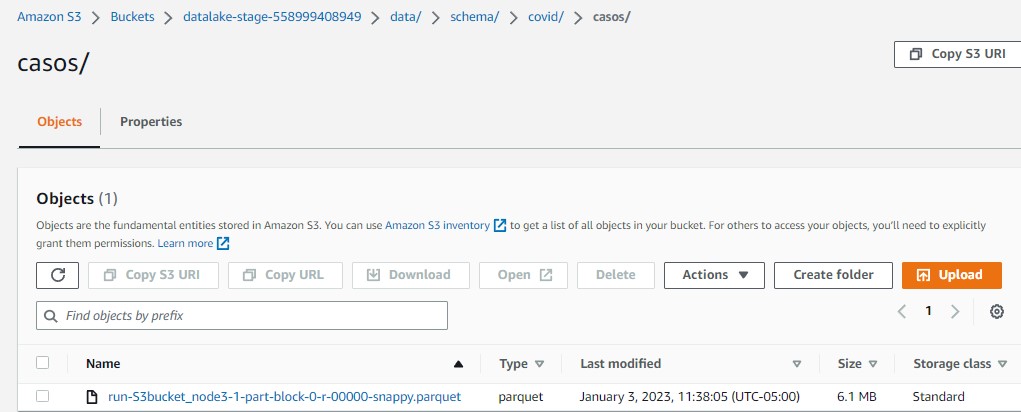 Amazon S3 > Buckets > datalake-stage-558999408949 > data/ > schema/ > covid/ > casos/
casos/
Copy S3 URI
Objects Properties
Objects (1)
Objects are the fundamental entities stored in Amazon S3. You can use Amazon S3 inventory to get a list of all objects in your bucket. For others to access your objects, you'll need to explicitly
grant them permissions. Learn more
Copy S3 URI Copy URL Download Open Delete Actions Create folder Upload
Find objects by prefix
< 1 >
Name Type Last modified Size Storage class
run-S3bucket_node3-1-part-block-0-r-00000-snappy.parquet parquet January 3, 2023, 11:38:05 (UTC-05:00) 6.1 MB Standard